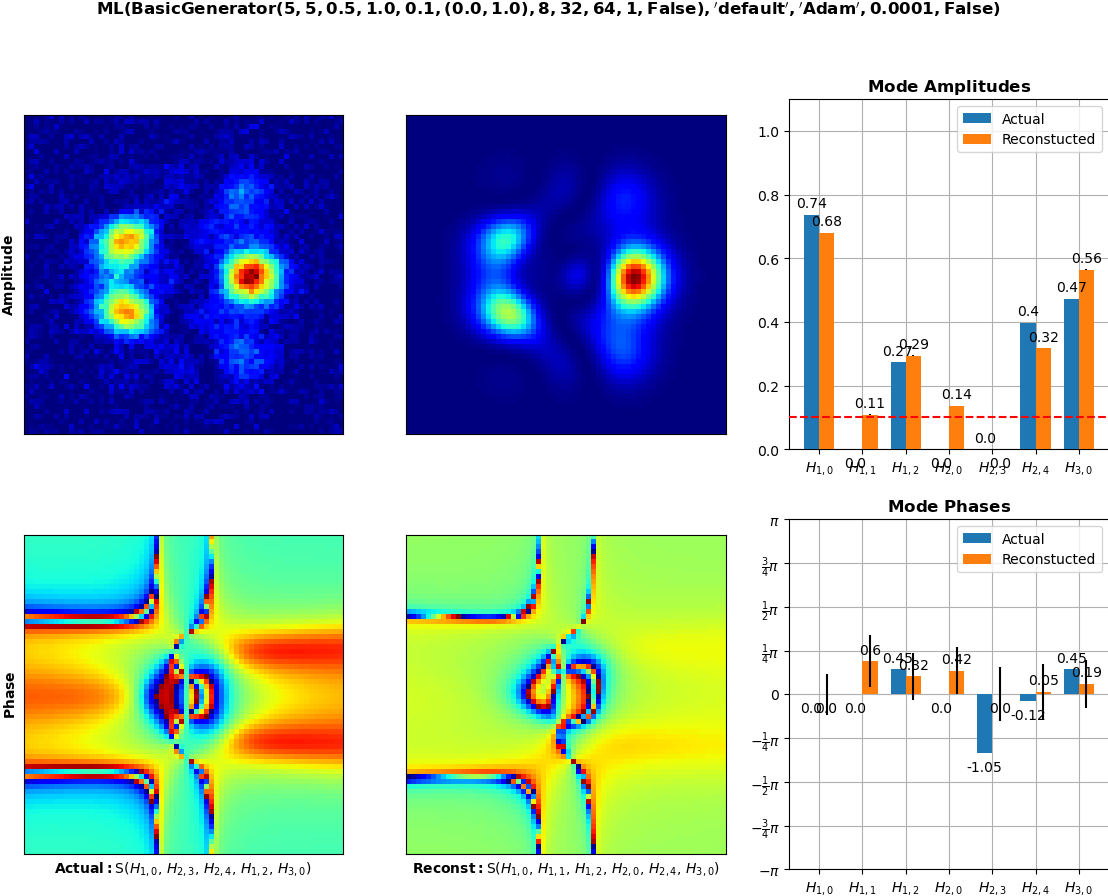 ML(BasicGenerator(5, 5, 0.5, 1.0, 0.1, (0.0, 1.0), 8, 32, 64, 1, False), ′default′, ′Adam′, 0.0001, False)
Mode Amplitudes
Amplitude
Actual
Reconstucted
1.0
0.8
0.6
0.4
0.2
0.0
0.74
0.68
0.0
0.11
0.27
0.29
0.0
0.14
0.0
0.0
0.4
0.32
0.47
0.56
H1,0 H1,1 H1,2 H2,0 H2,3 H2,4 H3,0
Mode Phases
Phase
Actual
Reconstucted
π
3/4π
1/2π
1/4π
0
−1/4π
−1/2π
−3/4π
−π
0.0
0.0
0.0
0.6
0.45
0.32
0.0
0.42
-1.05
0.0
-0.12
0.05
0.45
0.19
H1,0 H1,1 H1,2 H2,0 H2,3 H2,4 H3,0
Actual: S(H1,0, H2,3, H2,4, H1,2, H3,0)
Reconst: S(H1,0, H1,1, H1,2, H2,0, H2,4, H3,0)